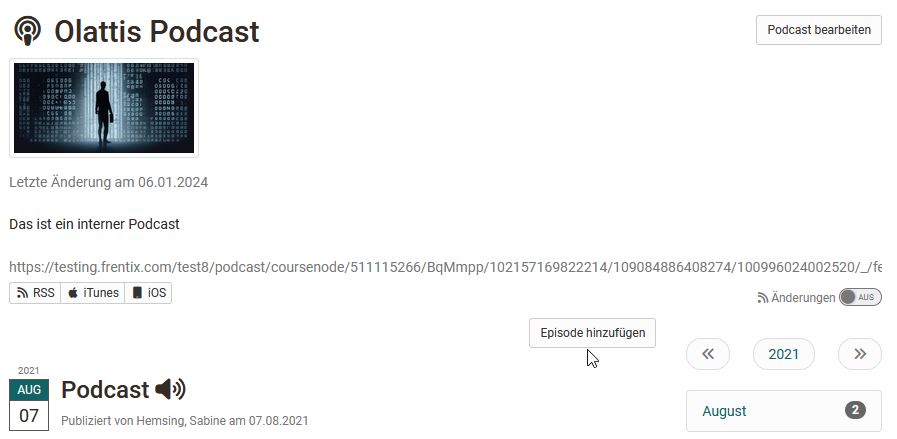 Olattis Podcast
Podcast bearbeiten
Letzte Änderung am 06.01.2024
Das ist ein interner Podcast
https://testing.frentix.com/test8/podcast/coursenode/511115266/BqMmpp/102157169822214/109084886408274/100996024002520/_/fe
RSS iTunes iOS
Änderungen AUS
Episode hinzufügen
« 2021 »
2021
AUG
07
Podcast
Publiziert von Hemsing, Sabine am 07.08.2021
August 2